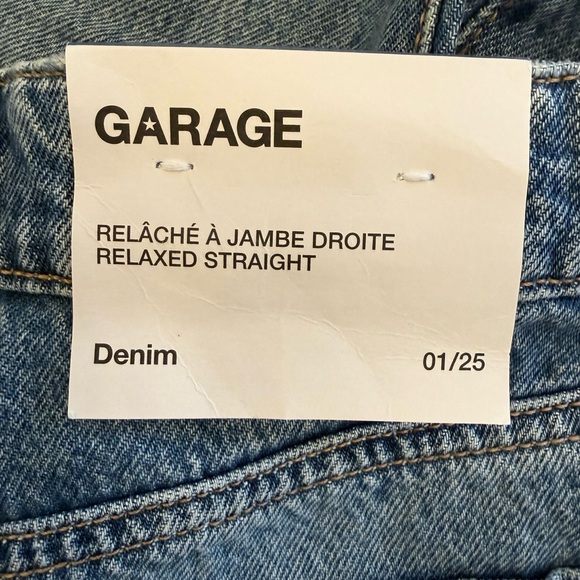 GARAGE
RELÂCHÉ À JAMBE DROITE
RELAXED STRAIGHT
Denim 01/25